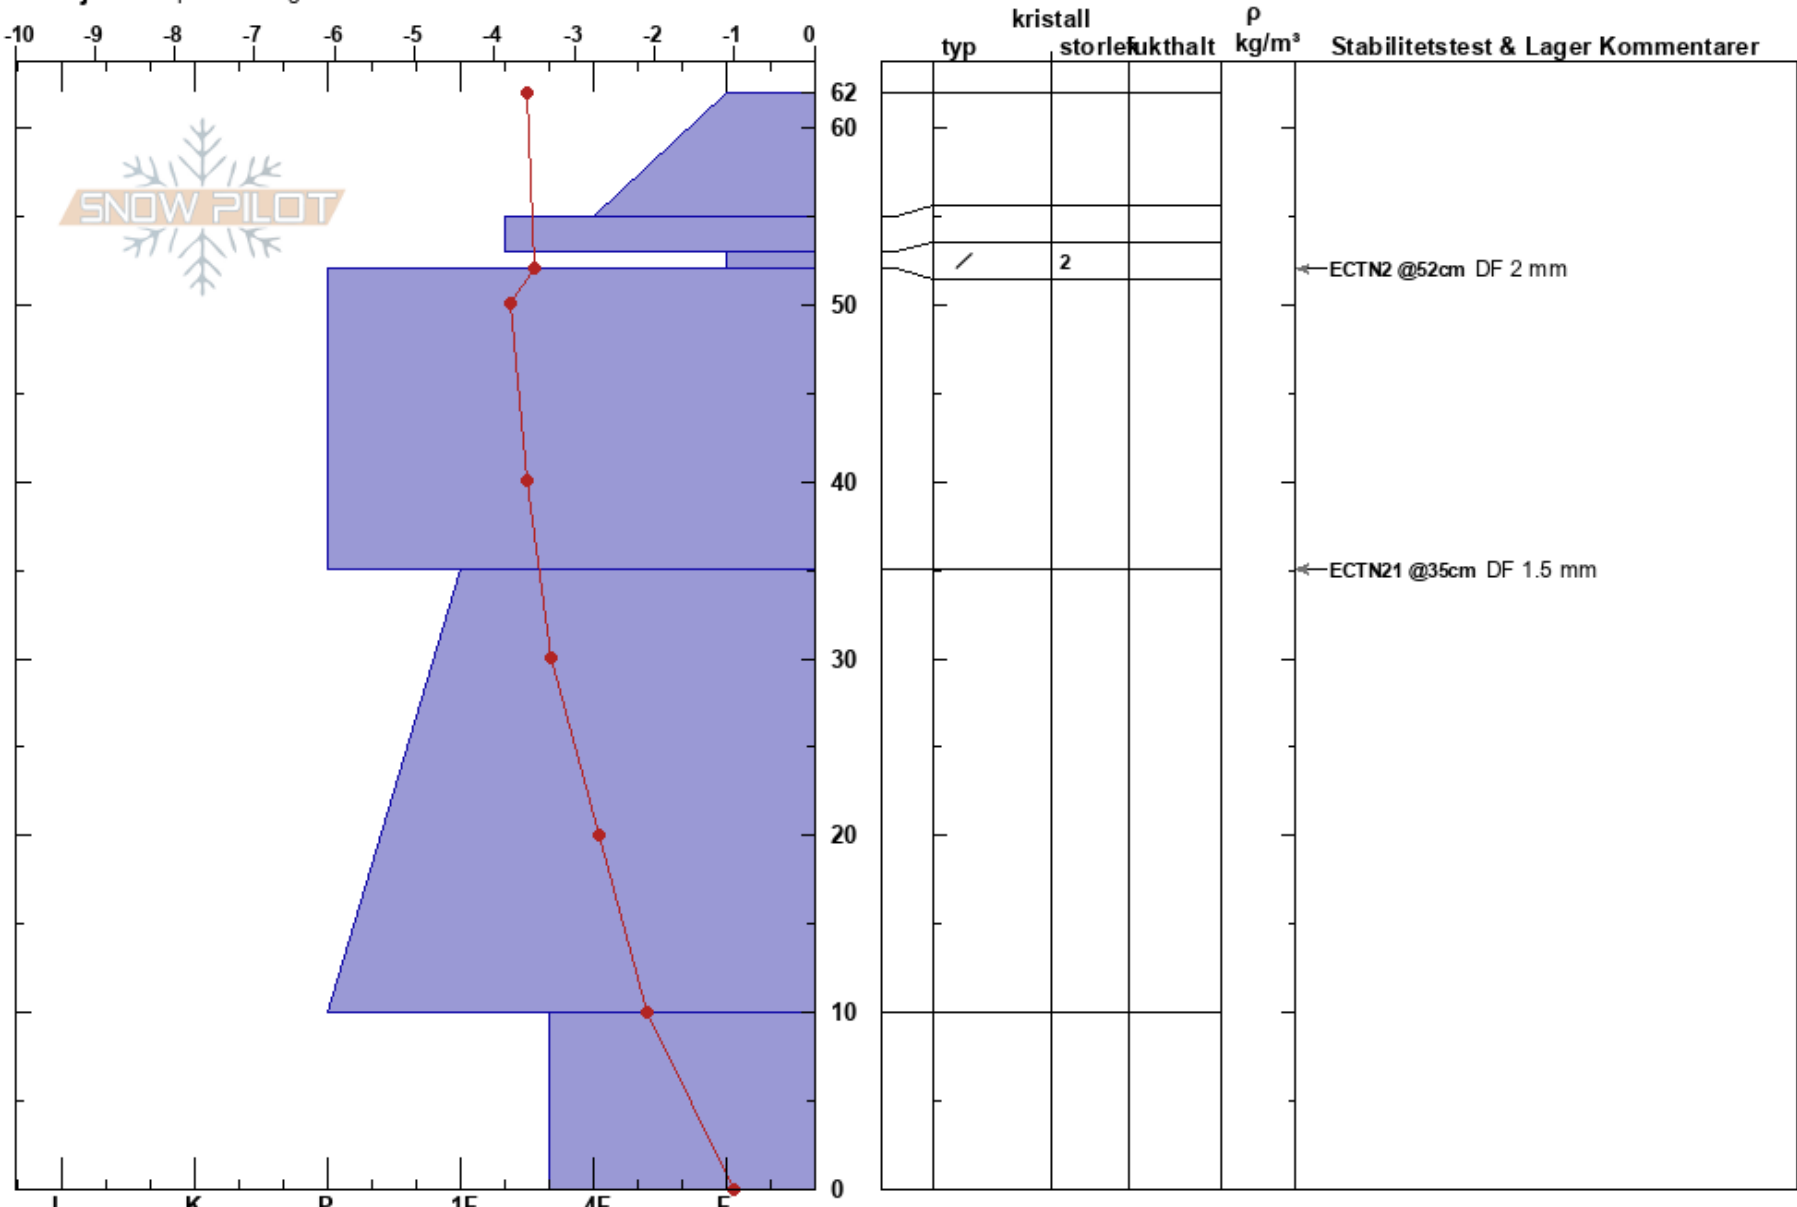 kristall ρ
-10 -9 -8 -7 -6 -5 -4 -3 -2 -1 0
typ storlek fukthalt kg/m³ Stabilitetstest & Lager Kommentarer
62
60
SNOW PILOT
2
ECTN2 @52cm DF 2 mm
50
40
ECTN21 @35cm DF 1.5 mm
30
20
10
0
I K P 1F 4F F